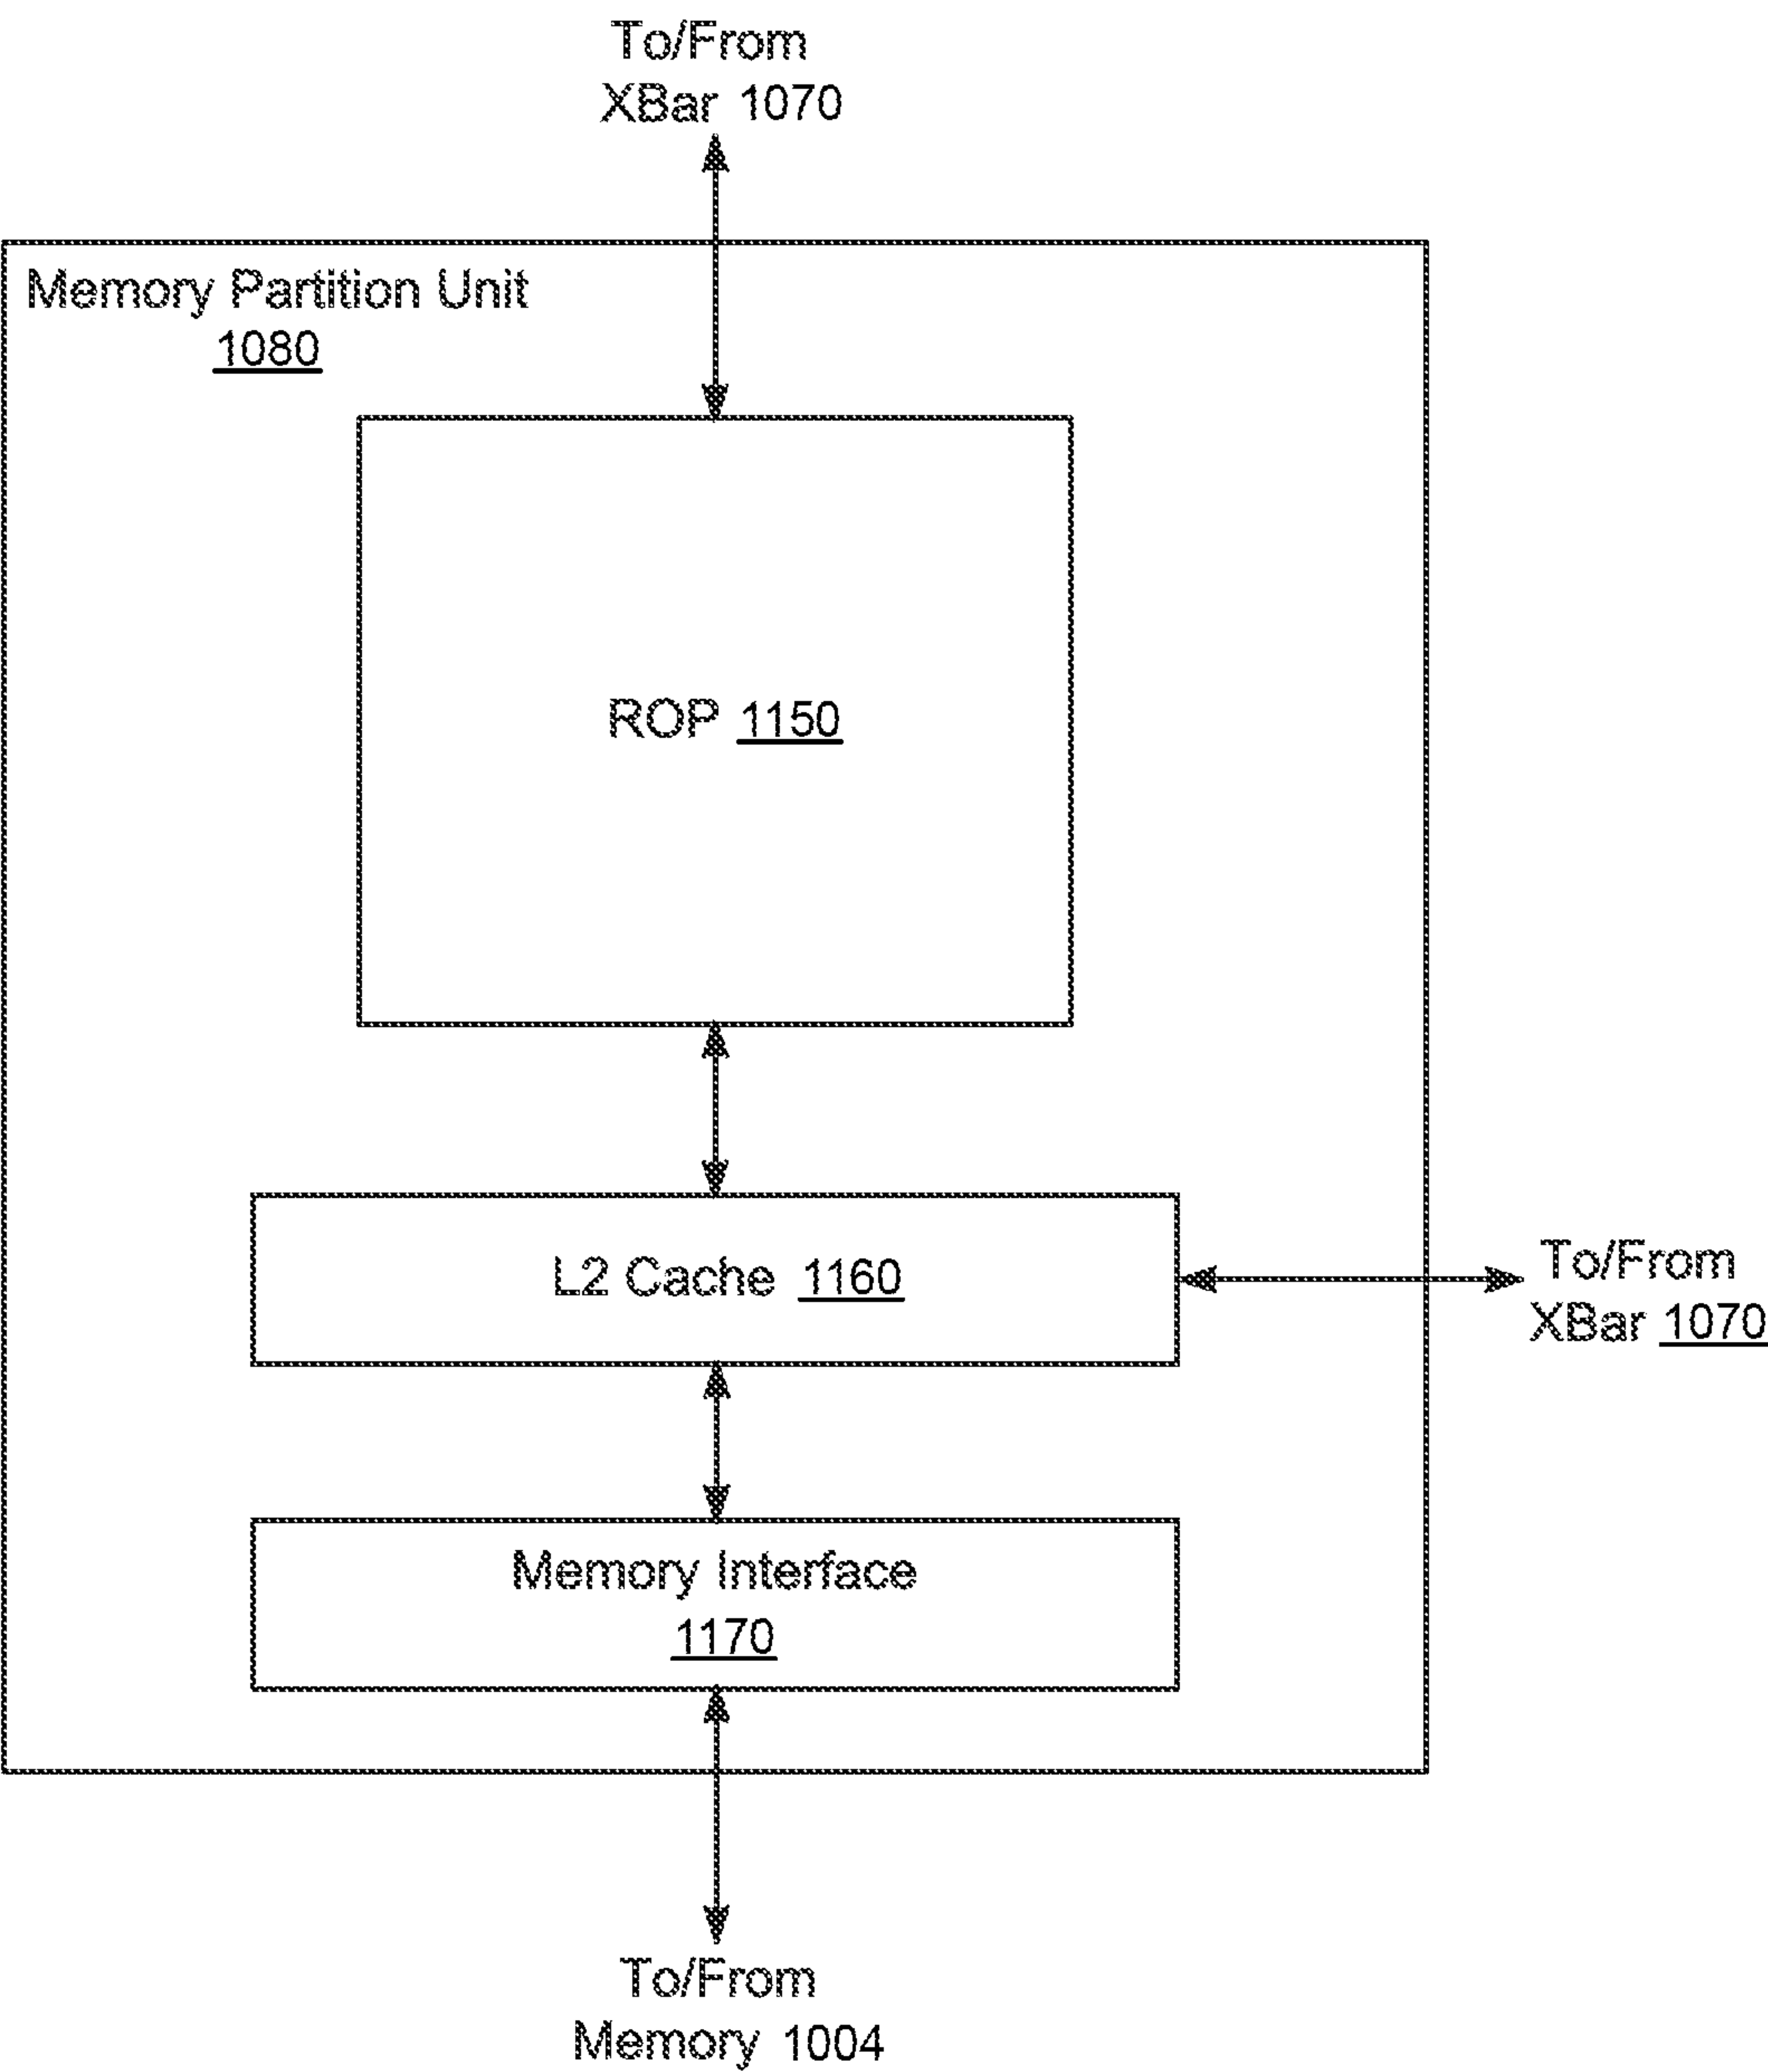 To/From
XBar 1070
Memory Partition Unit
1080
ROP 1150
L2 Cache 1160
To/From
XBar 1070
Memory Interface
1170
To/From
Memory 1004